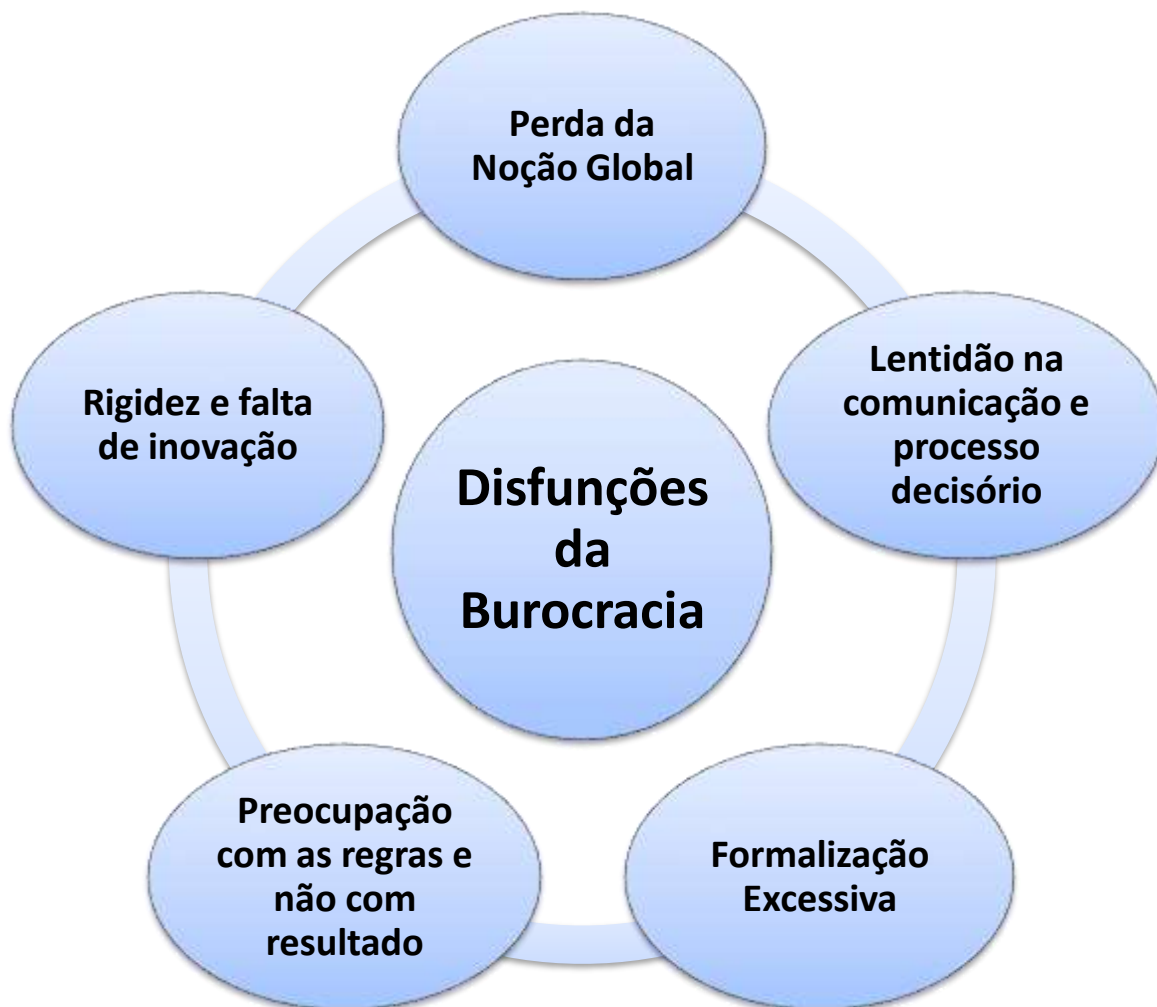 Perda da
Noção Global
Lentidão na
comunicação e
processo
decisório
Formalização
Excessiva
Preocupação
com as regras e
não com
resultado
Rigidez e falta
de inovação
Disfunções
da
Burocracia